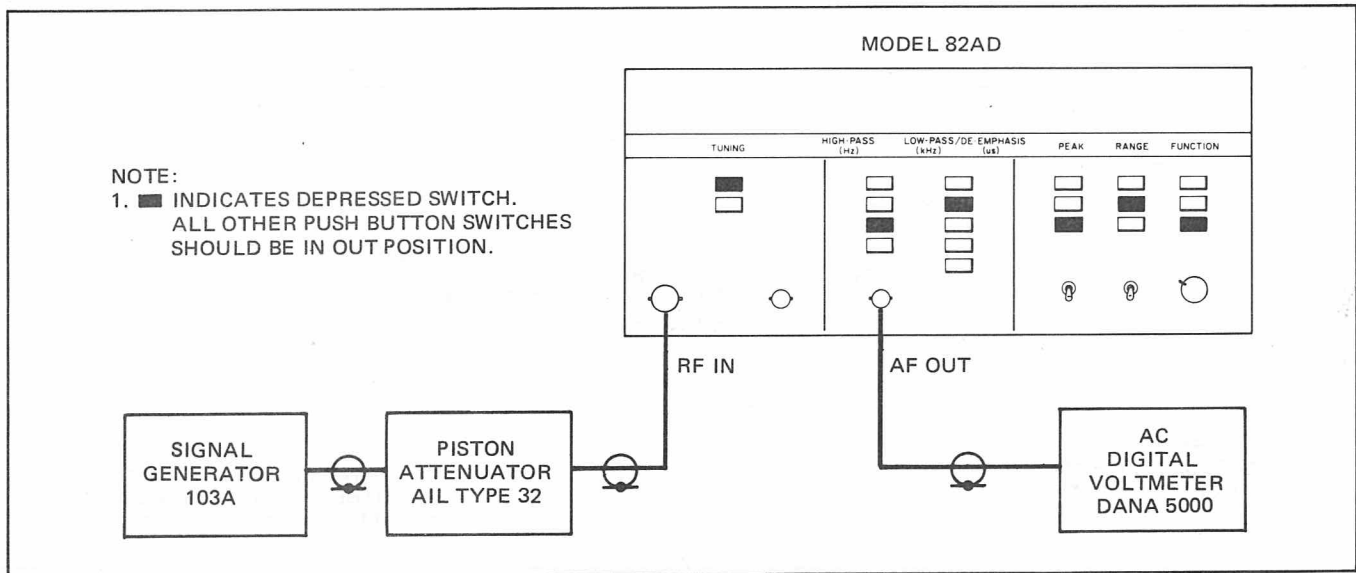 MODEL 82AD
TUNING
HIGH-PASS
(Hz)
LOW-PASS/DE EMPHASIS
(kHz) (us)
PEAK
RANGE
FUNCTION
NOTE:
1. INDICATES DEPRESSED SWITCH.
ALL OTHER PUSH BUTTON SWITCHES
SHOULD BE IN OUT POSITION.
RF IN
AF OUT
SIGNAL
GENERATOR
103A
PISTON
ATTENUATOR
AIL TYPE 32
AC
DIGITAL
VOLTMETER
DANA 5000